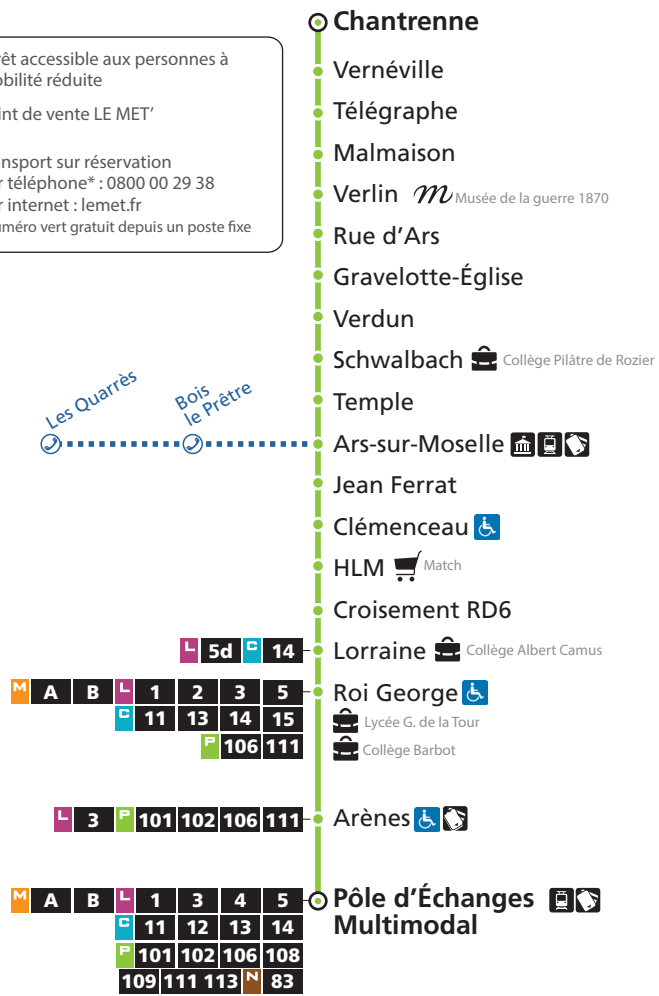 Chantrenne
êt accessible aux personnes à
obilité réduite
int de vente LE MET’
nsport sur réservation
r téléphone* : 0800 00 29 38
r internet : lemet.fr
uméro vert gratuit depuis un poste fixe
Vernéville
Télégraphe
Malmaison
Verlin m Musée de la guerre 1870
Rue d’Ars
Gravelotte-Église
Verdun
Schwalbach Collège Pilâtre de Rozier
Temple
Les Quarrès
Bois
le Prêtre
Ars-sur-Moselle
Jean Ferrat
Clémenceau
HLM Match
Croisement RD6
L 5d C 14 Lorraine Collège Albert Camus
M A B L 1 2 3 5 Roi George
C 11 13 14 15 Lycée G. de la Tour
P 106 111 Collège Barbot
L 3 P 101 102 106 111 Arènes
M A B L 1 3 4 5 Pôle d’Échanges
C 11 12 13 14 Multimodal
P 101 102 106 108
109 111 113 N 83